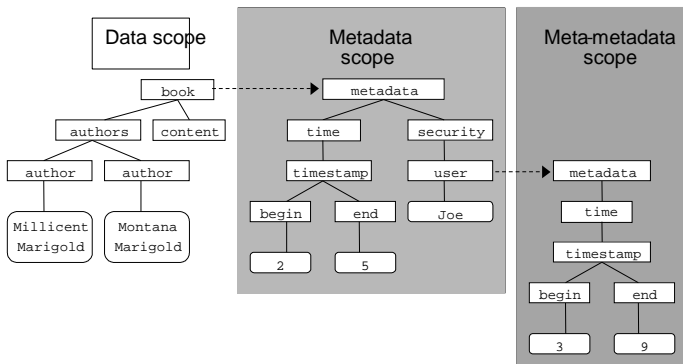 Data scope
Metadata
scope
Meta-metadata
scope
book
metadata
authors
content
time
security
author
author
timestamp
user
metadata
Millicent
Marigold
Montana
Marigold
begin
end
Joe
time
2
5
timestamp
begin
end
3
9